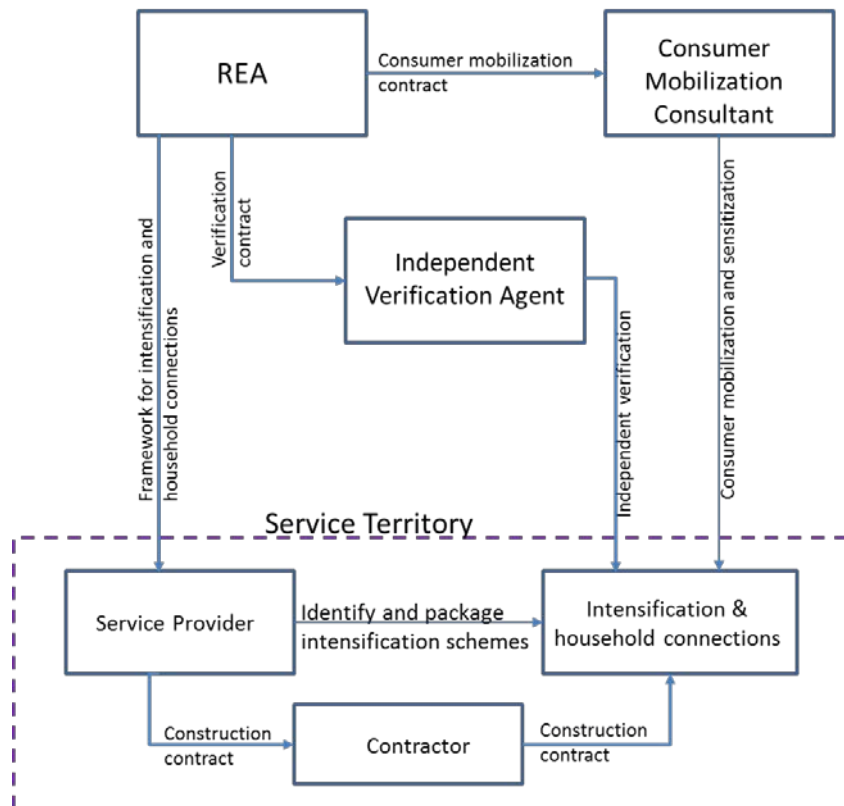 REA
Consumer mobilization
contract
Consumer
Mobilization
Consultant
Verification
contract
Independent
Verification Agent
Framework for intensification and
household connections
Independent verification
Consumer mobilization and sensitization
Service Territory
Service Provider
Identify and package
intensification schemes
Intensification &
household connections
Construction
contract
Contractor
Construction
contract